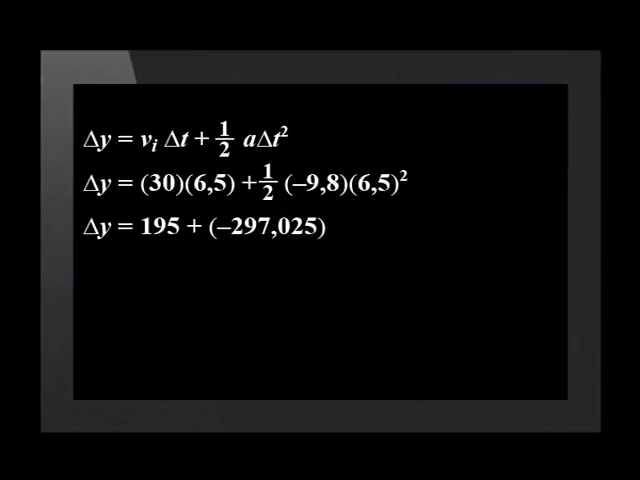 Δy = vᵢ Δt + 1/2 aΔt²
Δy = (30)(6,5) + 1/2 (–9,8)(6,5)²
Δy = 195 + (–297,025)